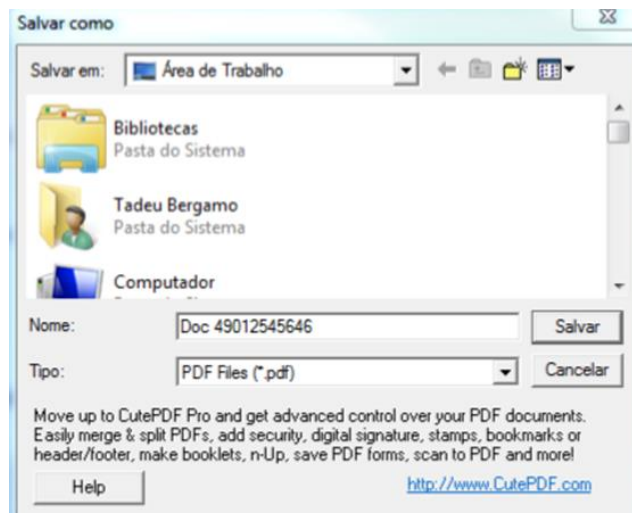 Salvar como
Salvar em: Área de Trabalho
Bibliotecas
Pasta do Sistema
Tadeu Bergamo
Pasta do Sistema
Computador
Nome: Doc 49012545646 Salvar
Tipo: PDF Files (*.pdf) Cancelar
Move up to CutePDF Pro and get advanced control over your PDF documents.
Easily merge & split PDFs, add security, digital signature, stamps, bookmarks or
header/footer, make booklets, n-Up, save PDF forms, scan to PDF and more!
Help http://www.CutePDF.com